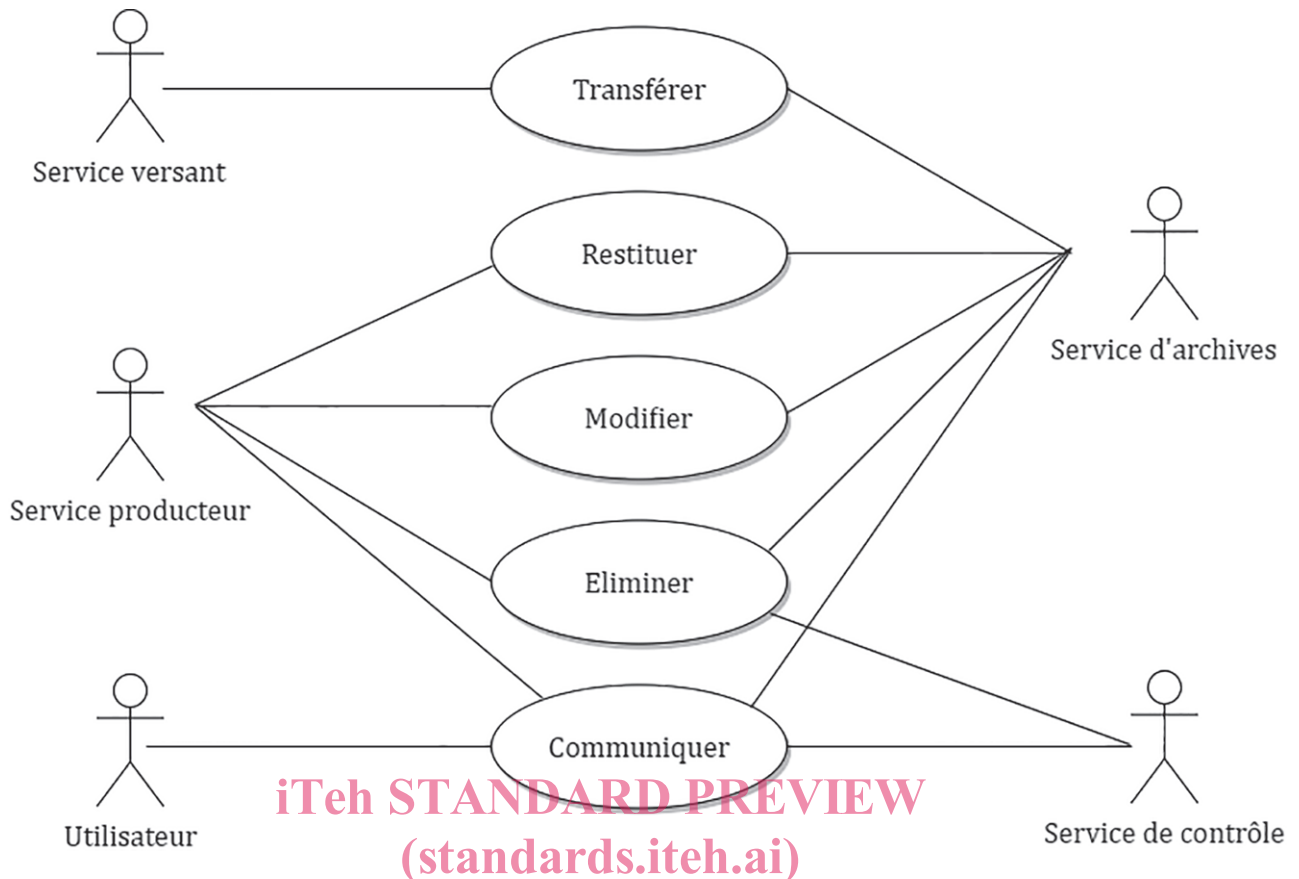 Transférer
Service versant
Restituer
Service d'archives
Modifier
Service producteur
Eliminer
Communiquer
Utilisateur
Service de contrôle
iTeh STANDARD PREVIEW
(standards.iteh.ai)